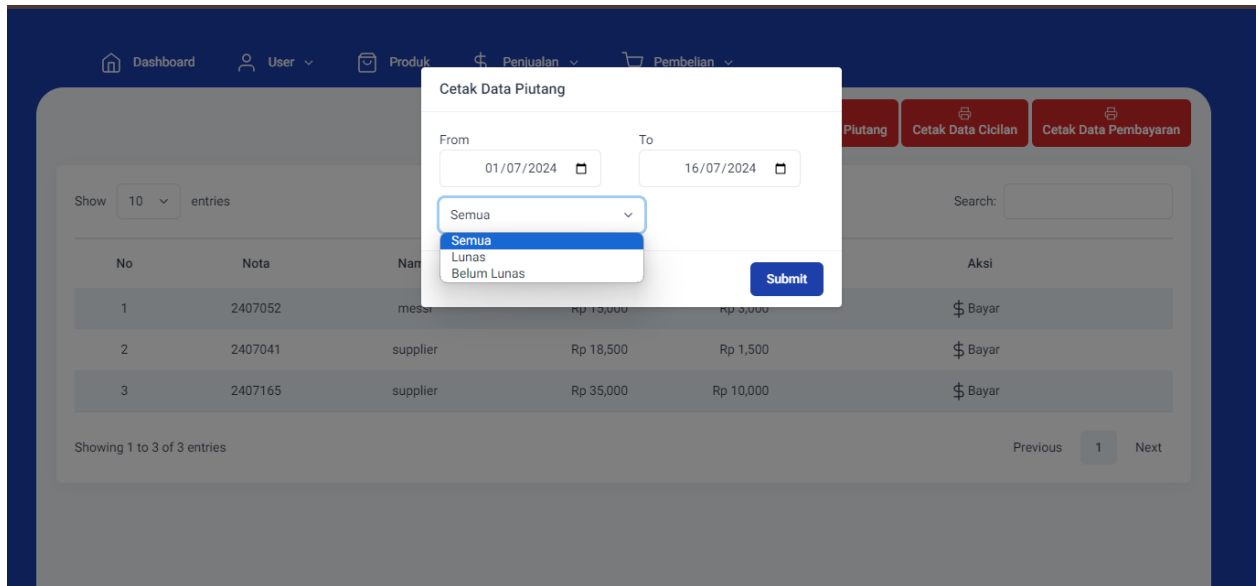 Dashboard User Produk Penjualan Pembelian
Cetak Data Piutang
Piutang Cetak Data Cicilan Cetak Data Pembayaran
From To
01/07/2024 16/07/2024
Show 10 entries Search:
Semua
Semua
Lunas
Belum Lunas
Submit
No Nota Nam Aksi
1 2407052 messi Rp 15,000 Rp 3,000 Bayar
2 2407041 supplier Rp 18,500 Rp 1,500 $ Bayar
3 2407165 supplier Rp 35,000 Rp 10,000 $ Bayar
Showing 1 to 3 of 3 entries Previous 1 Next